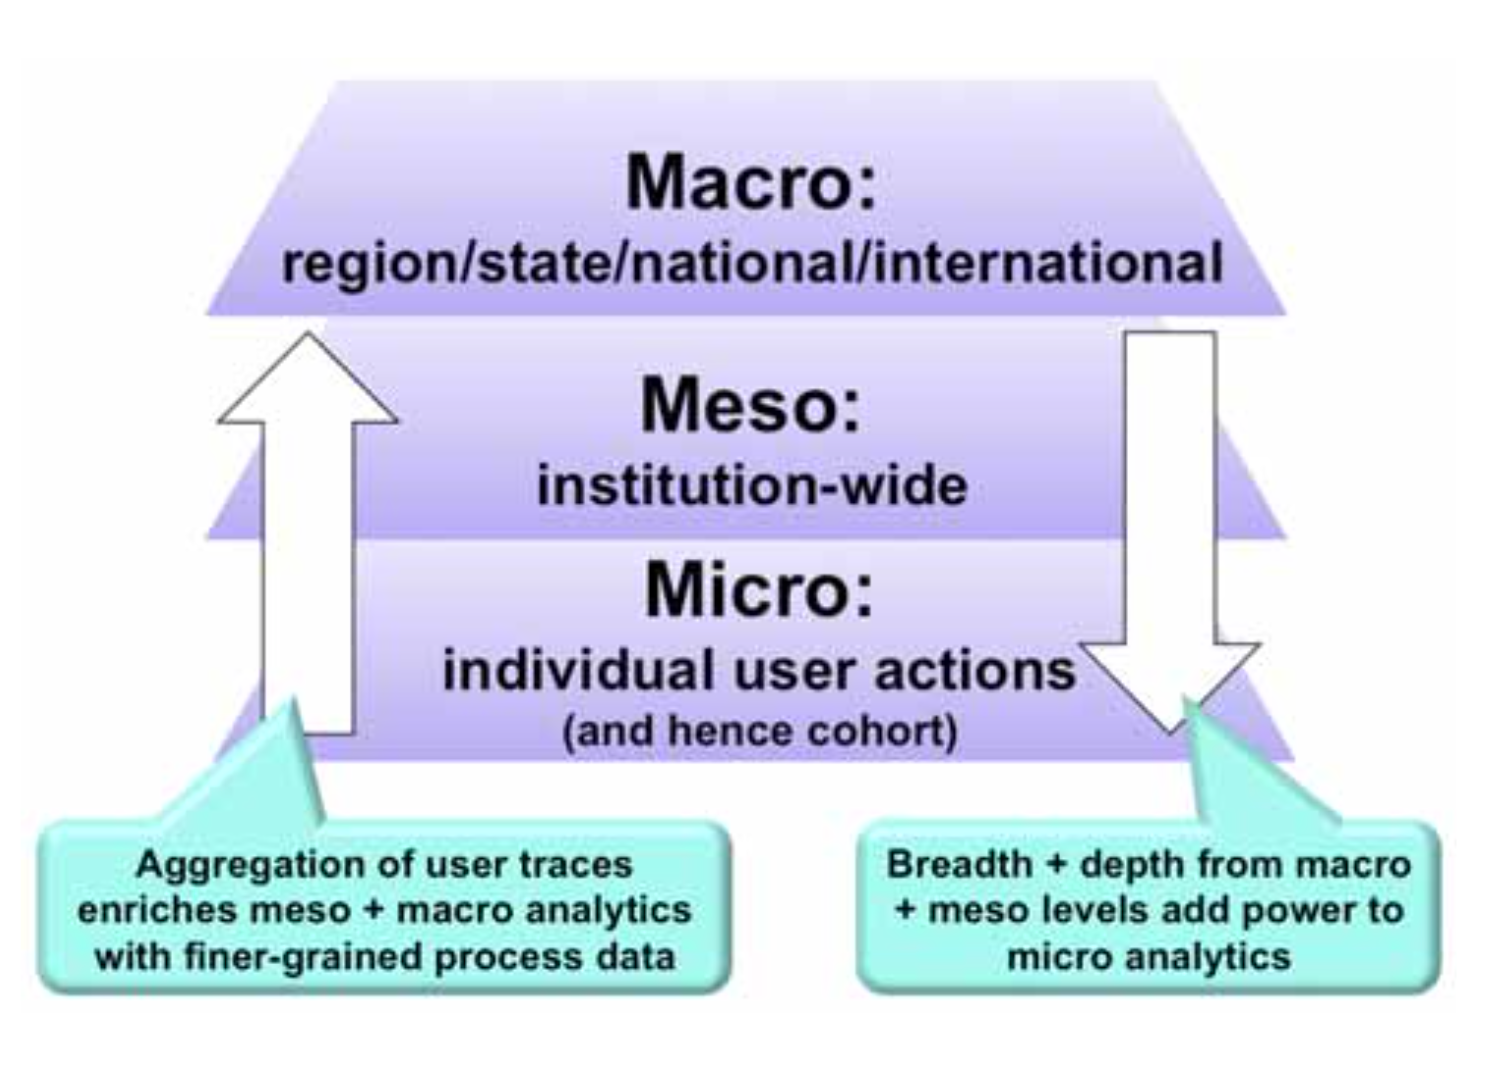 Macro:
region/state/national/international
Meso:
institution-wide
Micro:
individual user actions
(and hence cohort)
Aggregation of user traces
enriches meso + macro analytics
with finer-grained process data
Breadth + depth from macro
+ meso levels add power to
micro analytics